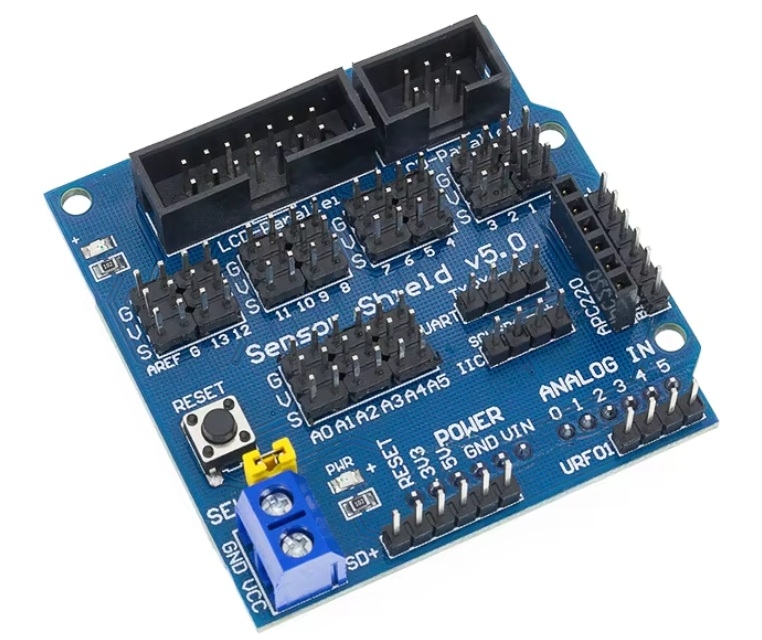 LCD-Parallel
G
V
S
3 2
G
V
S
7 6 5 4
G
V
S
11 10 9 8
G
V
S
AREF G 13 12
Sensor Shield v5.0
UART
IIC
APC220
G
V
S
A0 A1 A2 A3 A4 A5
RESET
PWR
+
+
RESET
3V3
5V
POWER
GND VIN
ANALOG IN
0 1 2 3 4 5
URF01
SD+
GND VCC